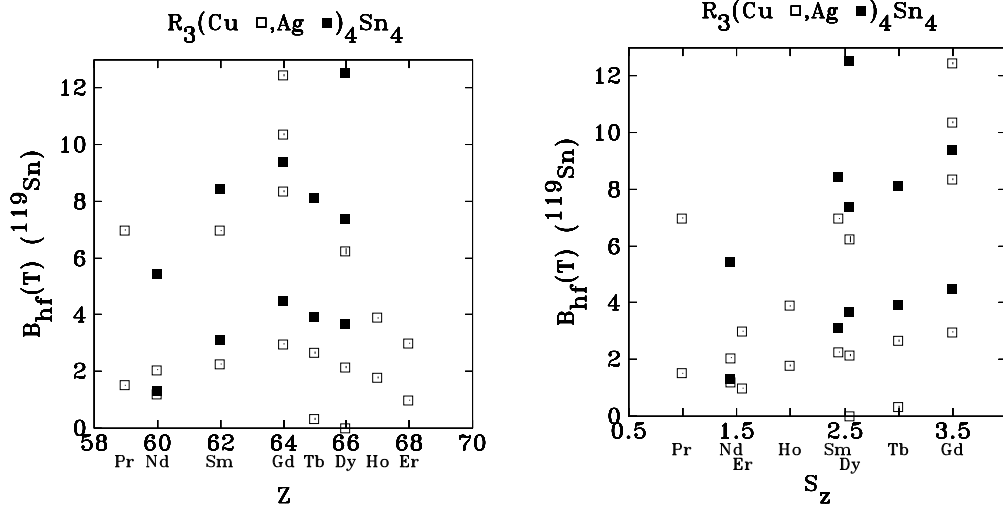 R3(Cu □,Ag ■)4Sn4
12
10
8
6
4
2
0
Bhf(T) (119Sn)
58 60 62 64 66 68 70
Pr Nd Sm Gd Tb Dy Ho Er
Z
R3(Cu □,Ag ■)4Sn4
12
10
8
6
4
2
0
Bhf(T) (119Sn)
0.5 1.5 2.5 3.5
Pr Nd Ho Sm Tb Gd
Er Dy
Sz